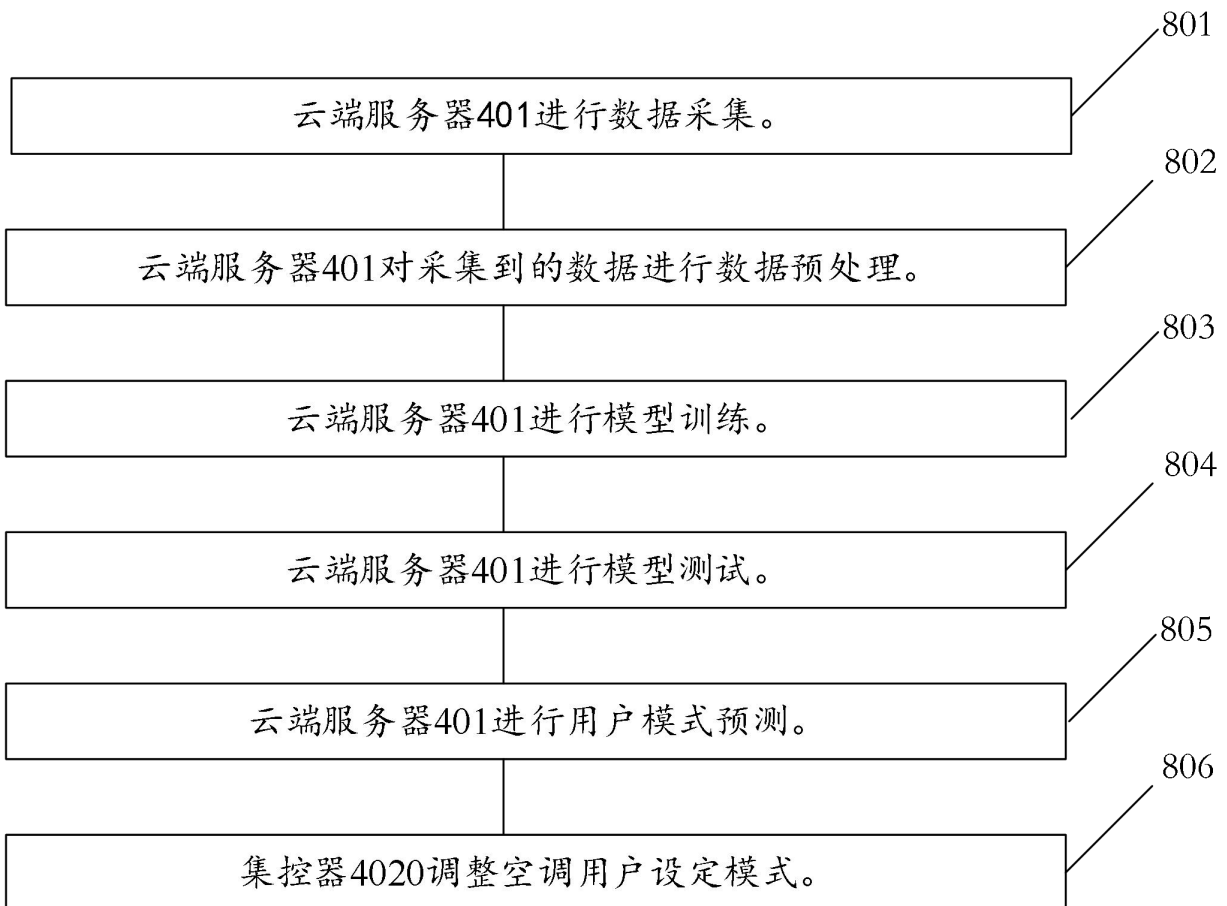 801
云端服务器401进行数据采集。
802
云端服务器401对采集到的数据进行数据预处理。
803
云端服务器401进行模型训练。
804
云端服务器401进行模型测试。
805
云端服务器401进行用户模式预测。
806
集控器4020调整空调用户设定模式。